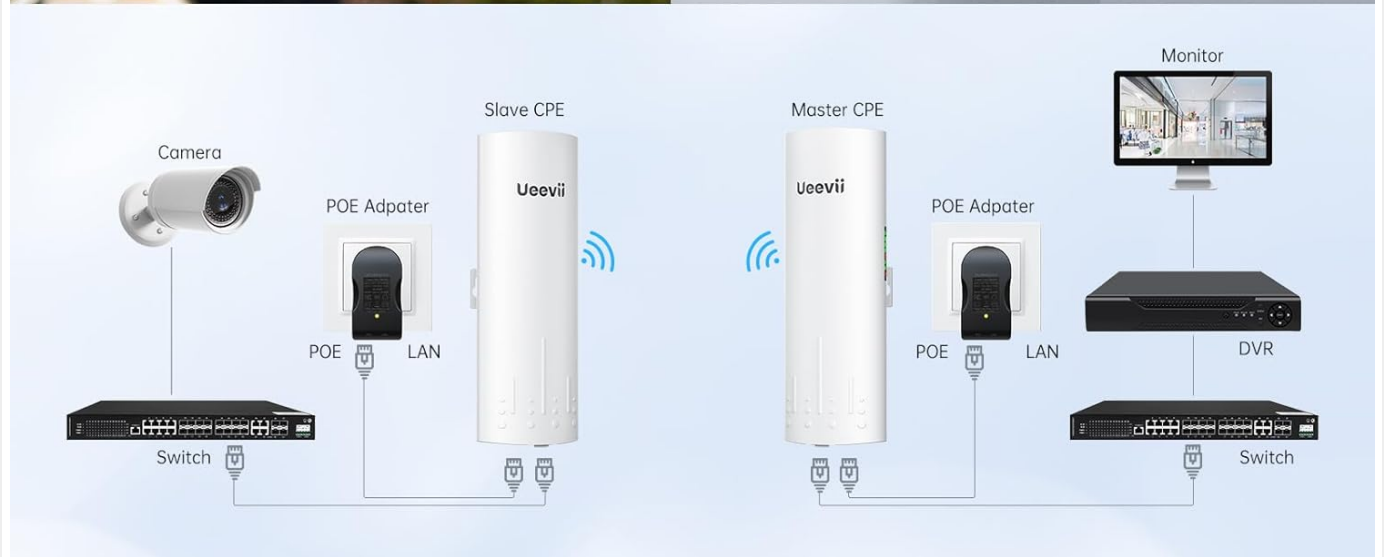 Monitor
Slave CPE
Master CPE
Camera
Ueevii
Ueevii
POE Adpater
POE Adpater
POE
LAN
POE
LAN
DVR
Switch
Switch